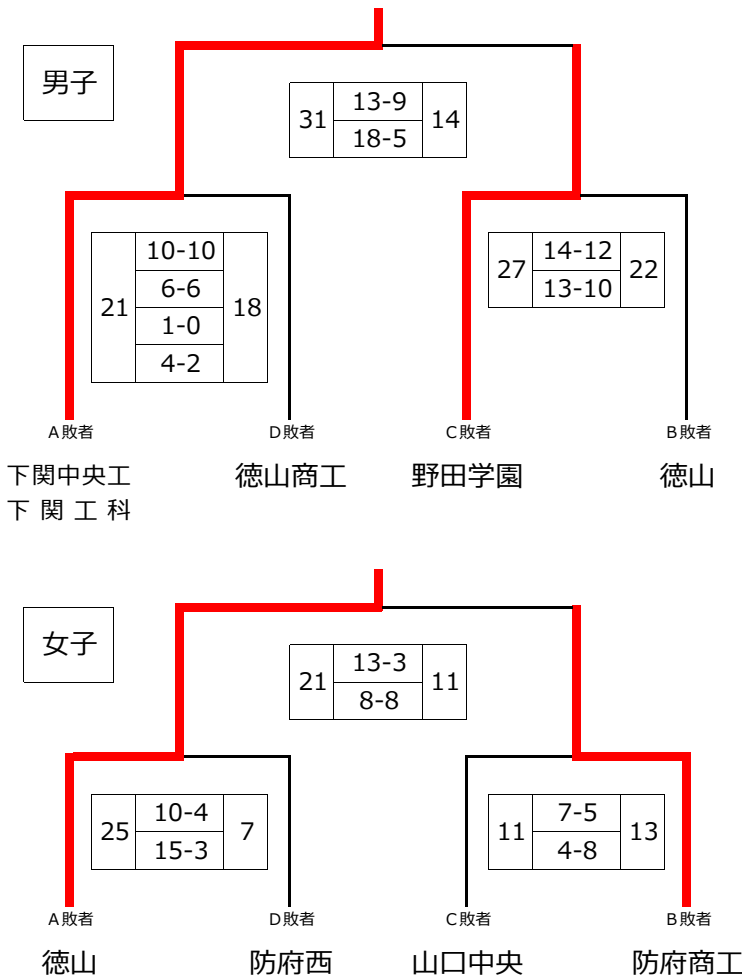 男子
31 13-9 14
18-5
21 10-10 18
6-6
1-0
4-2
27 14-12 22
13-10
A敗者 D敗者 C敗者 B敗者
下関中央工 徳山商工 野田学園 徳山
下関工科
女子
21 13-3 11
8-8
25 10-4 7
15-3
11 7-5 13
4-8
A敗者 D敗者 C敗者 B敗者
徳山 防府西 山口中央 防府商工